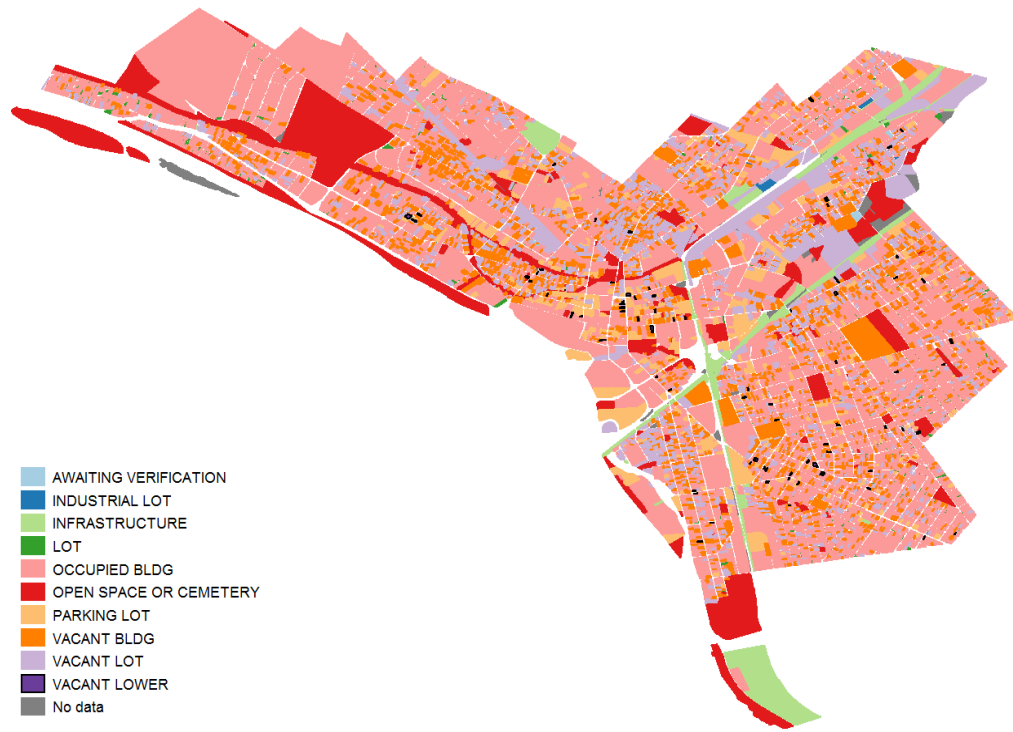 AWAITING VERIFICATION
INDUSTRIAL LOT
INFRASTRUCTURE
LOT
OCCUPIED BLDG
OPEN SPACE OR CEMETERY
PARKING LOT
VACANT BLDG
VACANT LOT
VACANT LOWER
No data